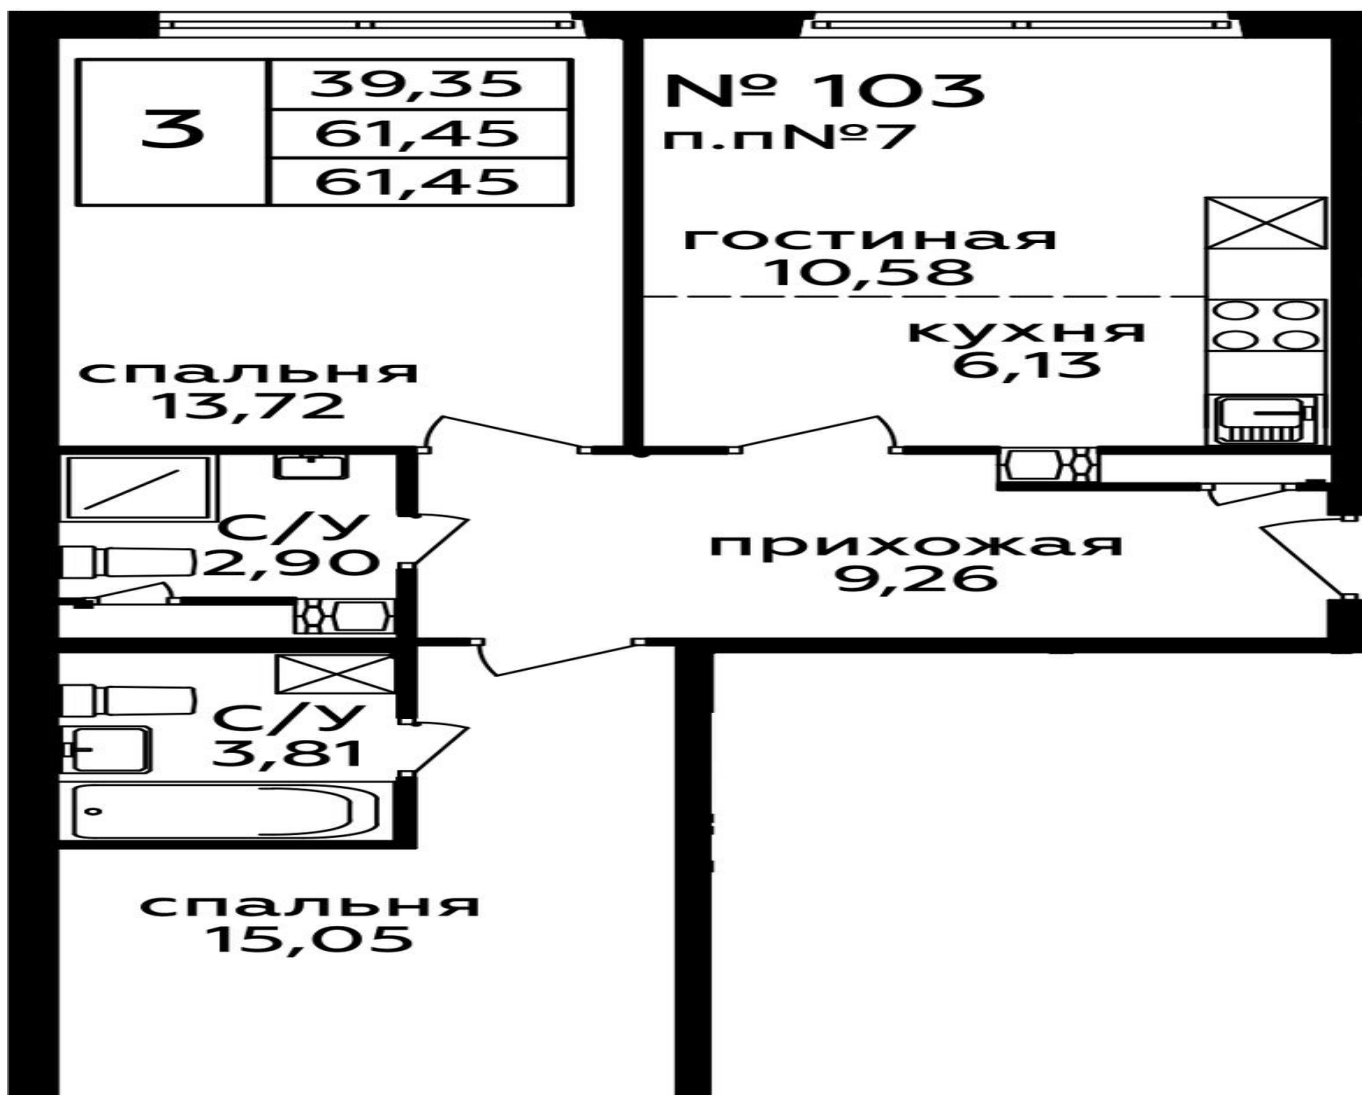 3
39,35
61,45
61,45
№ 103
п.п№7
гостиная
10,58
кухня
6,13
спальня
13,72
С/У
2,90
прихожая
9,26
С/У
3,81
спальня
15,05